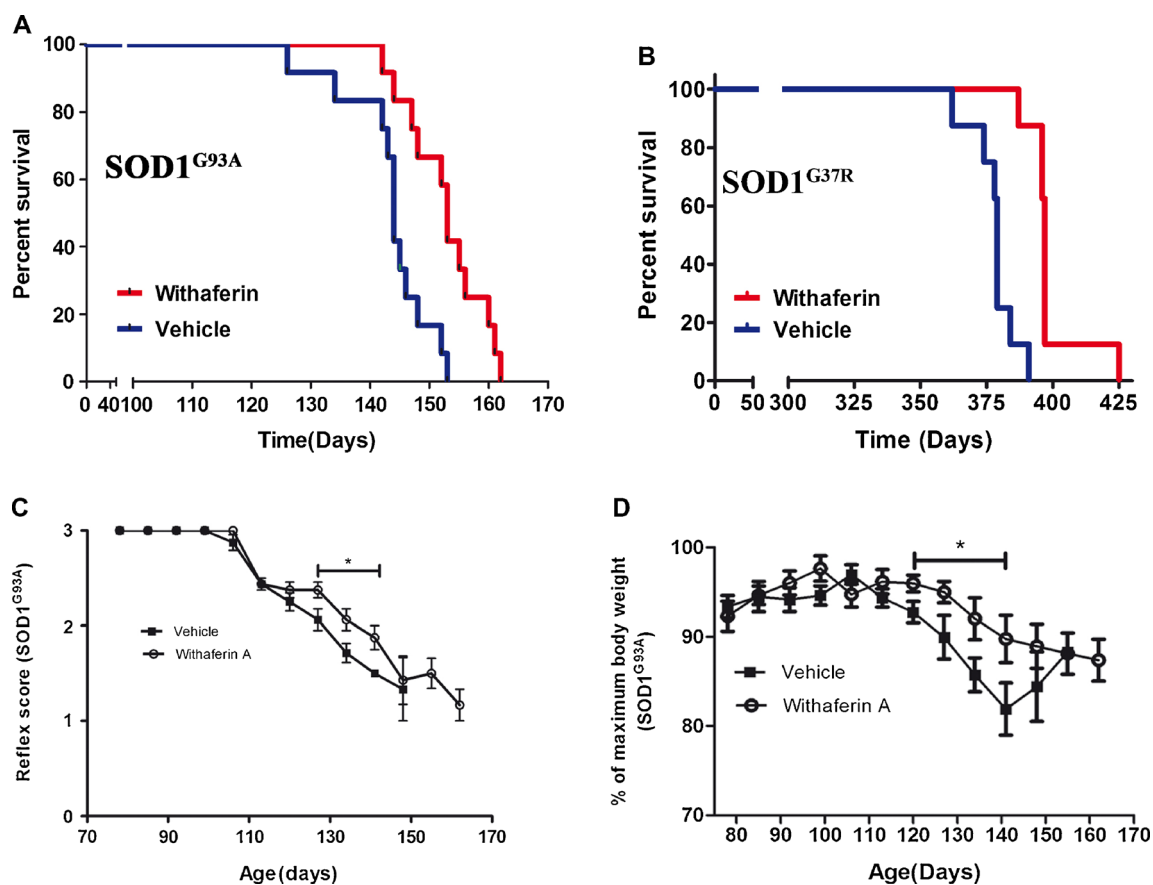 A
100
80
60
40
20
0
Percent survival
SOD1G93A
Withaferin
Vehicle
0 40 100 110 120 130 140 150 160 170
Time(Days)
B
100
80
60
40
20
0
Percent survival
SOD1G37R
Withaferin
Vehicle
0 50 300 325 350 375 400 425
Time (Days)
C
3
2
1
0
Reflex score (SOD1G93A)
*
Vehicle
Withaferin A
70 90 110 130 150 170
Age(days)
D
100
90
80
70
% of maximum body weight
(SOD1G93A)
*
Vehicle
Withaferin A
80 90 100 110 120 130 140 150 160 170
Age(Days)